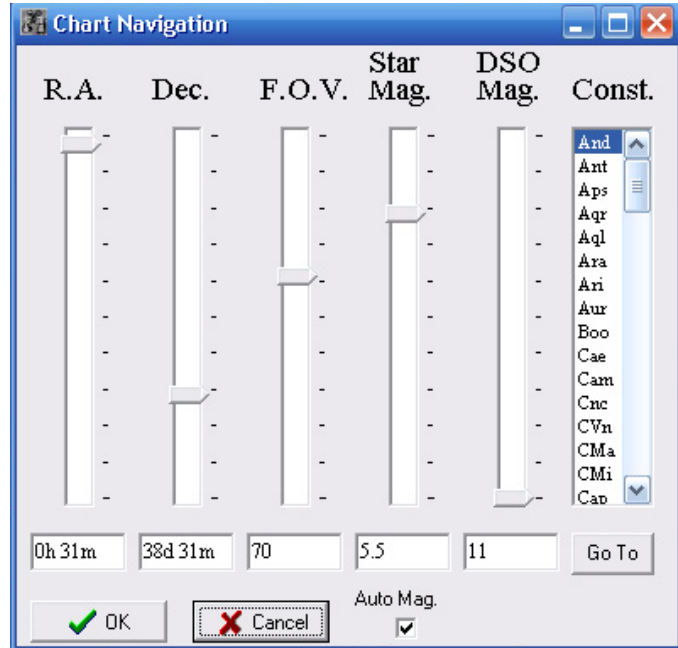 Chart Navigation
R.A. Dec. F.O.V. Star Mag. DSO Mag. Const.
And
Ant
Aps
Aqr
Aql
Ara
Ari
Aur
Boo
Cae
Cam
Cnc
CVn
CMa
CMi
Cap
0h 31m 38d 31m 70 5.5 11 Go To
Auto Mag.
OK Cancel